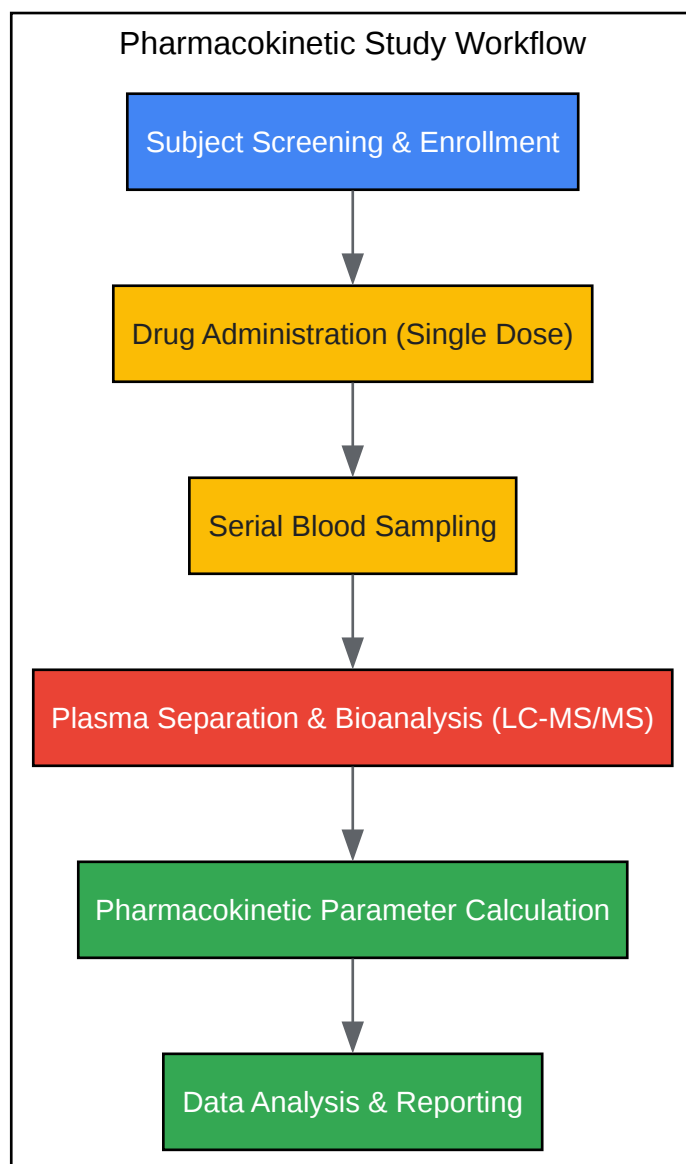 Pharmacokinetic Study Workflow
Subject Screening & Enrollment
Drug Administration (Single Dose)
Serial Blood Sampling
Plasma Separation & Bioanalysis (LC-MS/MS)
Pharmacokinetic Parameter Calculation
Data Analysis & Reporting